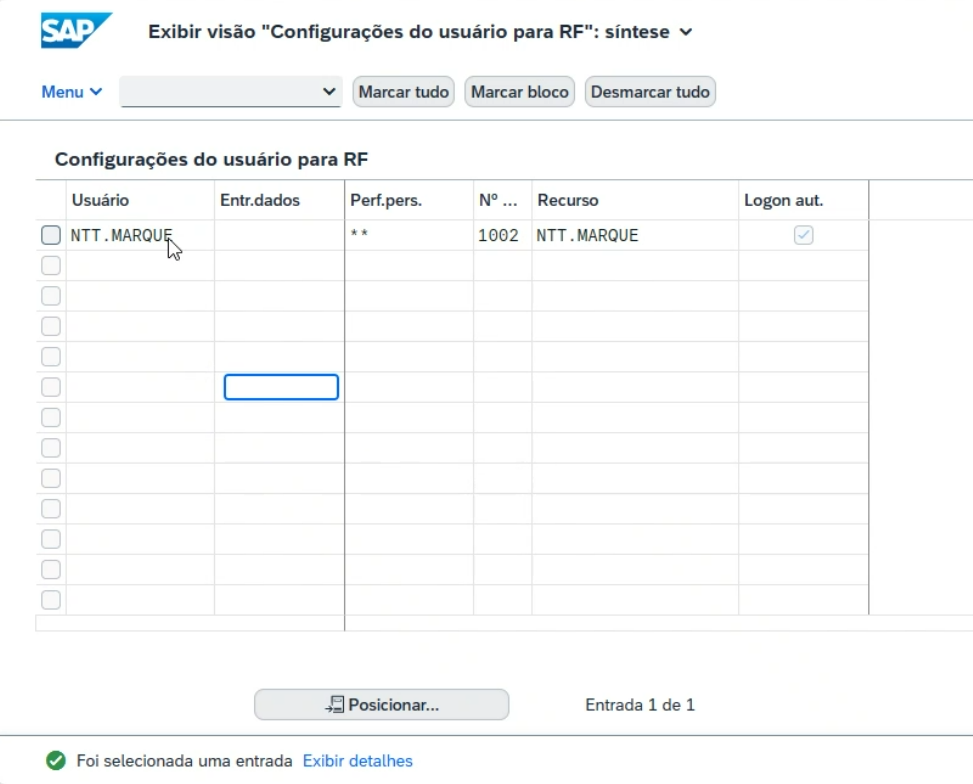 SAP Exibir visão "Configurações do usuário para RF": síntese
Menu Marcar tudo Marcar bloco Desmarcar tudo
Configurações do usuário para RF
Usuário Entr.dados Perf.pers. Nº ... Recurso Logon aut.
NTT.MARQUE ** 1002 NTT.MARQUE
Posicionar... Entrada 1 de 1
Foi selecionada uma entrada Exibir detalhes